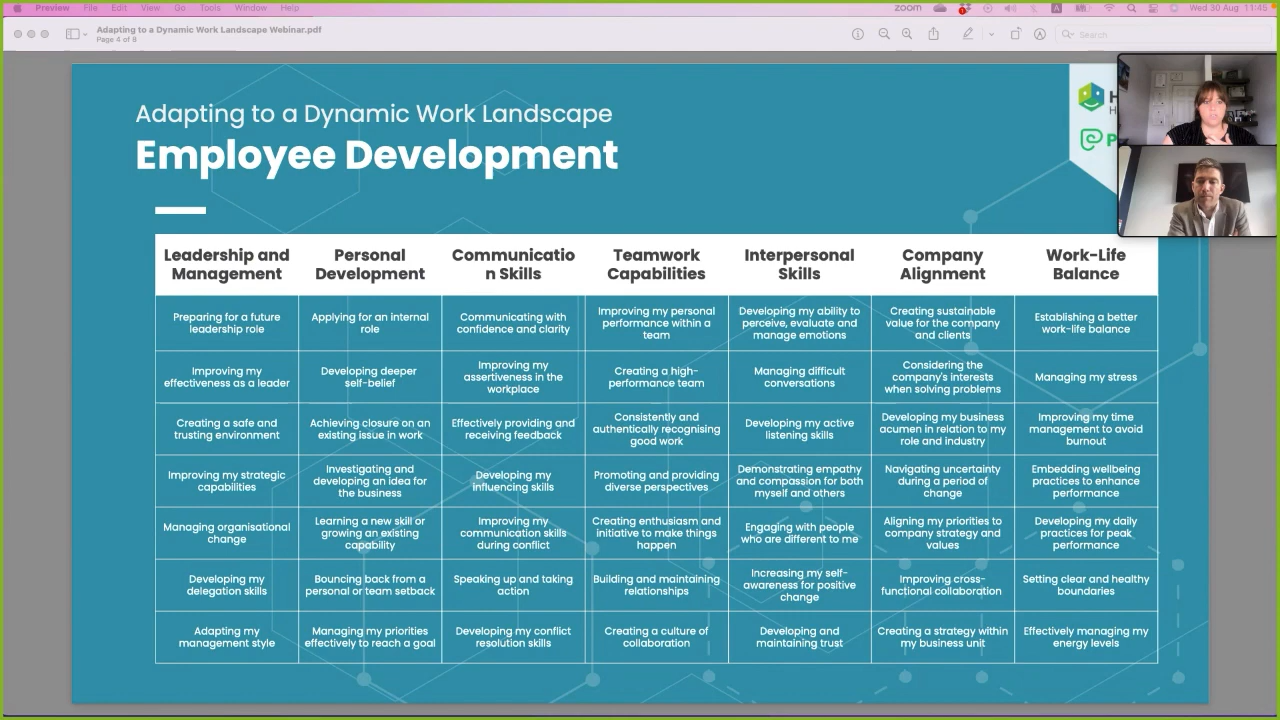 Preview File Edit View Go Tools Window Help zoom Wed 30 Aug 11:45
Adapting to a Dynamic Work Landscape Webinar.pdf
Page 4 of 8
Search
Adapting to a Dynamic Work Landscape
Employee Development
Leadership and
Management
Personal
Development
Communicatio
n Skills
Teamwork
Capabilities
Interpersonal
Skills
Company
Alignment
Work-Life
Balance
Preparing for a future
leadership role
Applying for an internal
role
Communicating with
confidence and clarity
Improving my personal
performance within a
team
Developing my ability to
perceive, evaluate and
manage emotions
Creating sustainable
value for the company
and clients
Establishing a better
work-life balance
Improving my
effectiveness as a leader
Developing deeper
self-belief
Improving my
assertiveness in the
workplace
Creating a high-
performance team
Managing difficult
conversations
Considering the
company's interests
when solving problems
Managing my stress
Creating a safe and
trusting environment
Achieving closure on an
existing issue in work
Effectively providing and
receiving feedback
Consistently and
authentically recognising
good work
Developing my active
listening skills
Developing my business
acumen in relation to my
role and industry
Improving my time
management to avoid
burnout
Improving my strategic
capabilities
Investigating and
developing an idea for
the business
Developing my
influencing skills
Promoting and providing
diverse perspectives
Demonstrating empathy
and compassion for both
myself and others
Navigating uncertainty
during a period of
change
Embedding wellbeing
practices to enhance
performance
Managing organisational
change
Learning a new skill or
growing an existing
capability
Improving my
communication skills
during conflict
Creating enthusiasm and
initiative to make things
happen
Engaging with people
who are different to me
Aligning my priorities to
company strategy and
values
Developing my daily
practices for peak
performance
Developing my
delegation skills
Bouncing back from a
personal or team setback
Speaking up and taking
action
Building and maintaining
relationships
Increasing my self-
awareness for positive
change
Improving cross-
functional collaboration
Setting clear and healthy
boundaries
Adapting my
management style
Managing my priorities
effectively to reach a goal
Developing my conflict
resolution skills
Creating a culture of
collaboration
Developing and
maintaining trust
Creating a strategy within
my business unit
Effectively managing my
energy levels